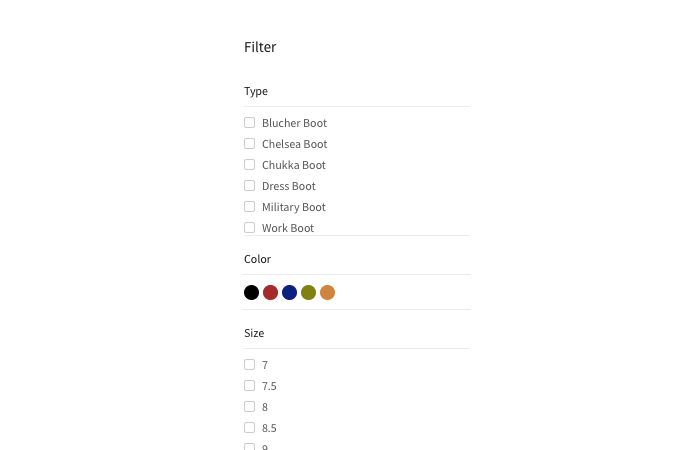 Filter
Type
Blucher Boot
Chelsea Boot
Chukka Boot
Dress Boot
Military Boot
Work Boot
Color
Size
7
7.5
8
8.5
9